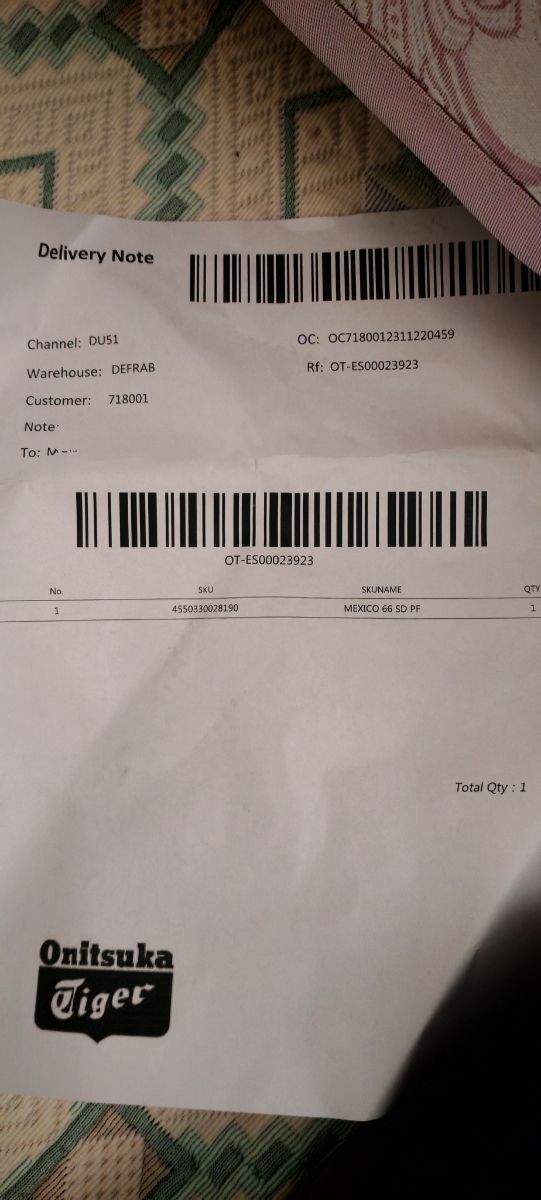 Delivery Note
Channel: DU51
OC: OC7180012311220459
Warehouse: DEFRAB
Rf: OT-ES00023923
Customer: 718001
Note:
To:
OT-ES00023923
No. SKU SKUNAME QTY
1 4550330028190 MEXICO 66 SD PF 1
Total Qty : 1
Onitsuka
Tiger